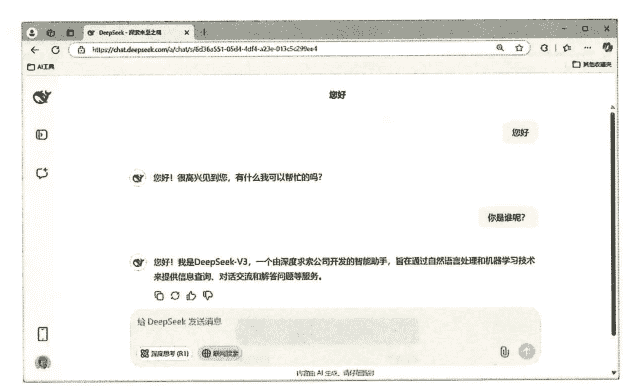 DeepSeek - 探索未至之境
https://chat.deepseek.com/a/chat/s/
AI工具
其他收藏夹
您好
您好
您好！很高兴见到您，有什么我可以帮忙的吗？
你是谁呢？
您好！我是DeepSeek-V3，一个由深度求索公司开发的智能助手，旨在通过自然语言处理和机器学习技术
来提供信息查询、对话交流和解答问题等服务。
给 DeepSeek 发送消息
深度思考 (R1)
联网搜索
内容由 AI 生成，请仔细甄别